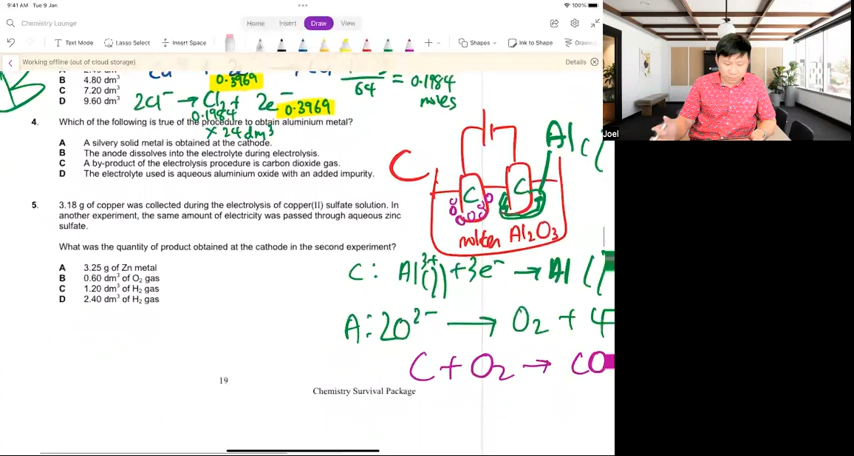 9:41 AM Tue 9 Jan
100%
Chemistry Lounge
Home Insert Draw View
Text Mode Lasso Select Insert Space Shapes Ink to Shape
Working offline (out of cloud storage) Details
B 4.80 dm³
C 7.20 dm³
D 9.60 dm³
0.3969
64 = 0.1984
moles
2Cl⁻ → Cl₂ + 2e⁻
0.3969
0.1984
× 24 dm³
4. Which of the following is true of the procedure to obtain aluminium metal?
A A silvery solid metal is obtained at the cathode.
B The anode dissolves into the electrolyte during electrolysis.
C A by-product of the electrolysis procedure is carbon dioxide gas.
D The electrolyte used is aqueous aluminium oxide with an added impurity.
C
C C
Al (
molten Al₂O₃
5. 3.18 g of copper was collected during the electrolysis of copper(II) sulfate solution. In
another experiment, the same amount of electricity was passed through aqueous zinc
sulfate.
What was the quantity of product obtained at the cathode in the second experiment?
A 3.25 g of Zn metal
B 0.60 dm³ of O₂ gas
C 1.20 dm³ of H₂ gas
D 2.40 dm³ of H₂ gas
C: Al³⁺(l) + 3e⁻ → Al (
A: 2O²⁻ → O₂ + 4
C + O₂ → CO
19
Chemistry Survival Package
Joel